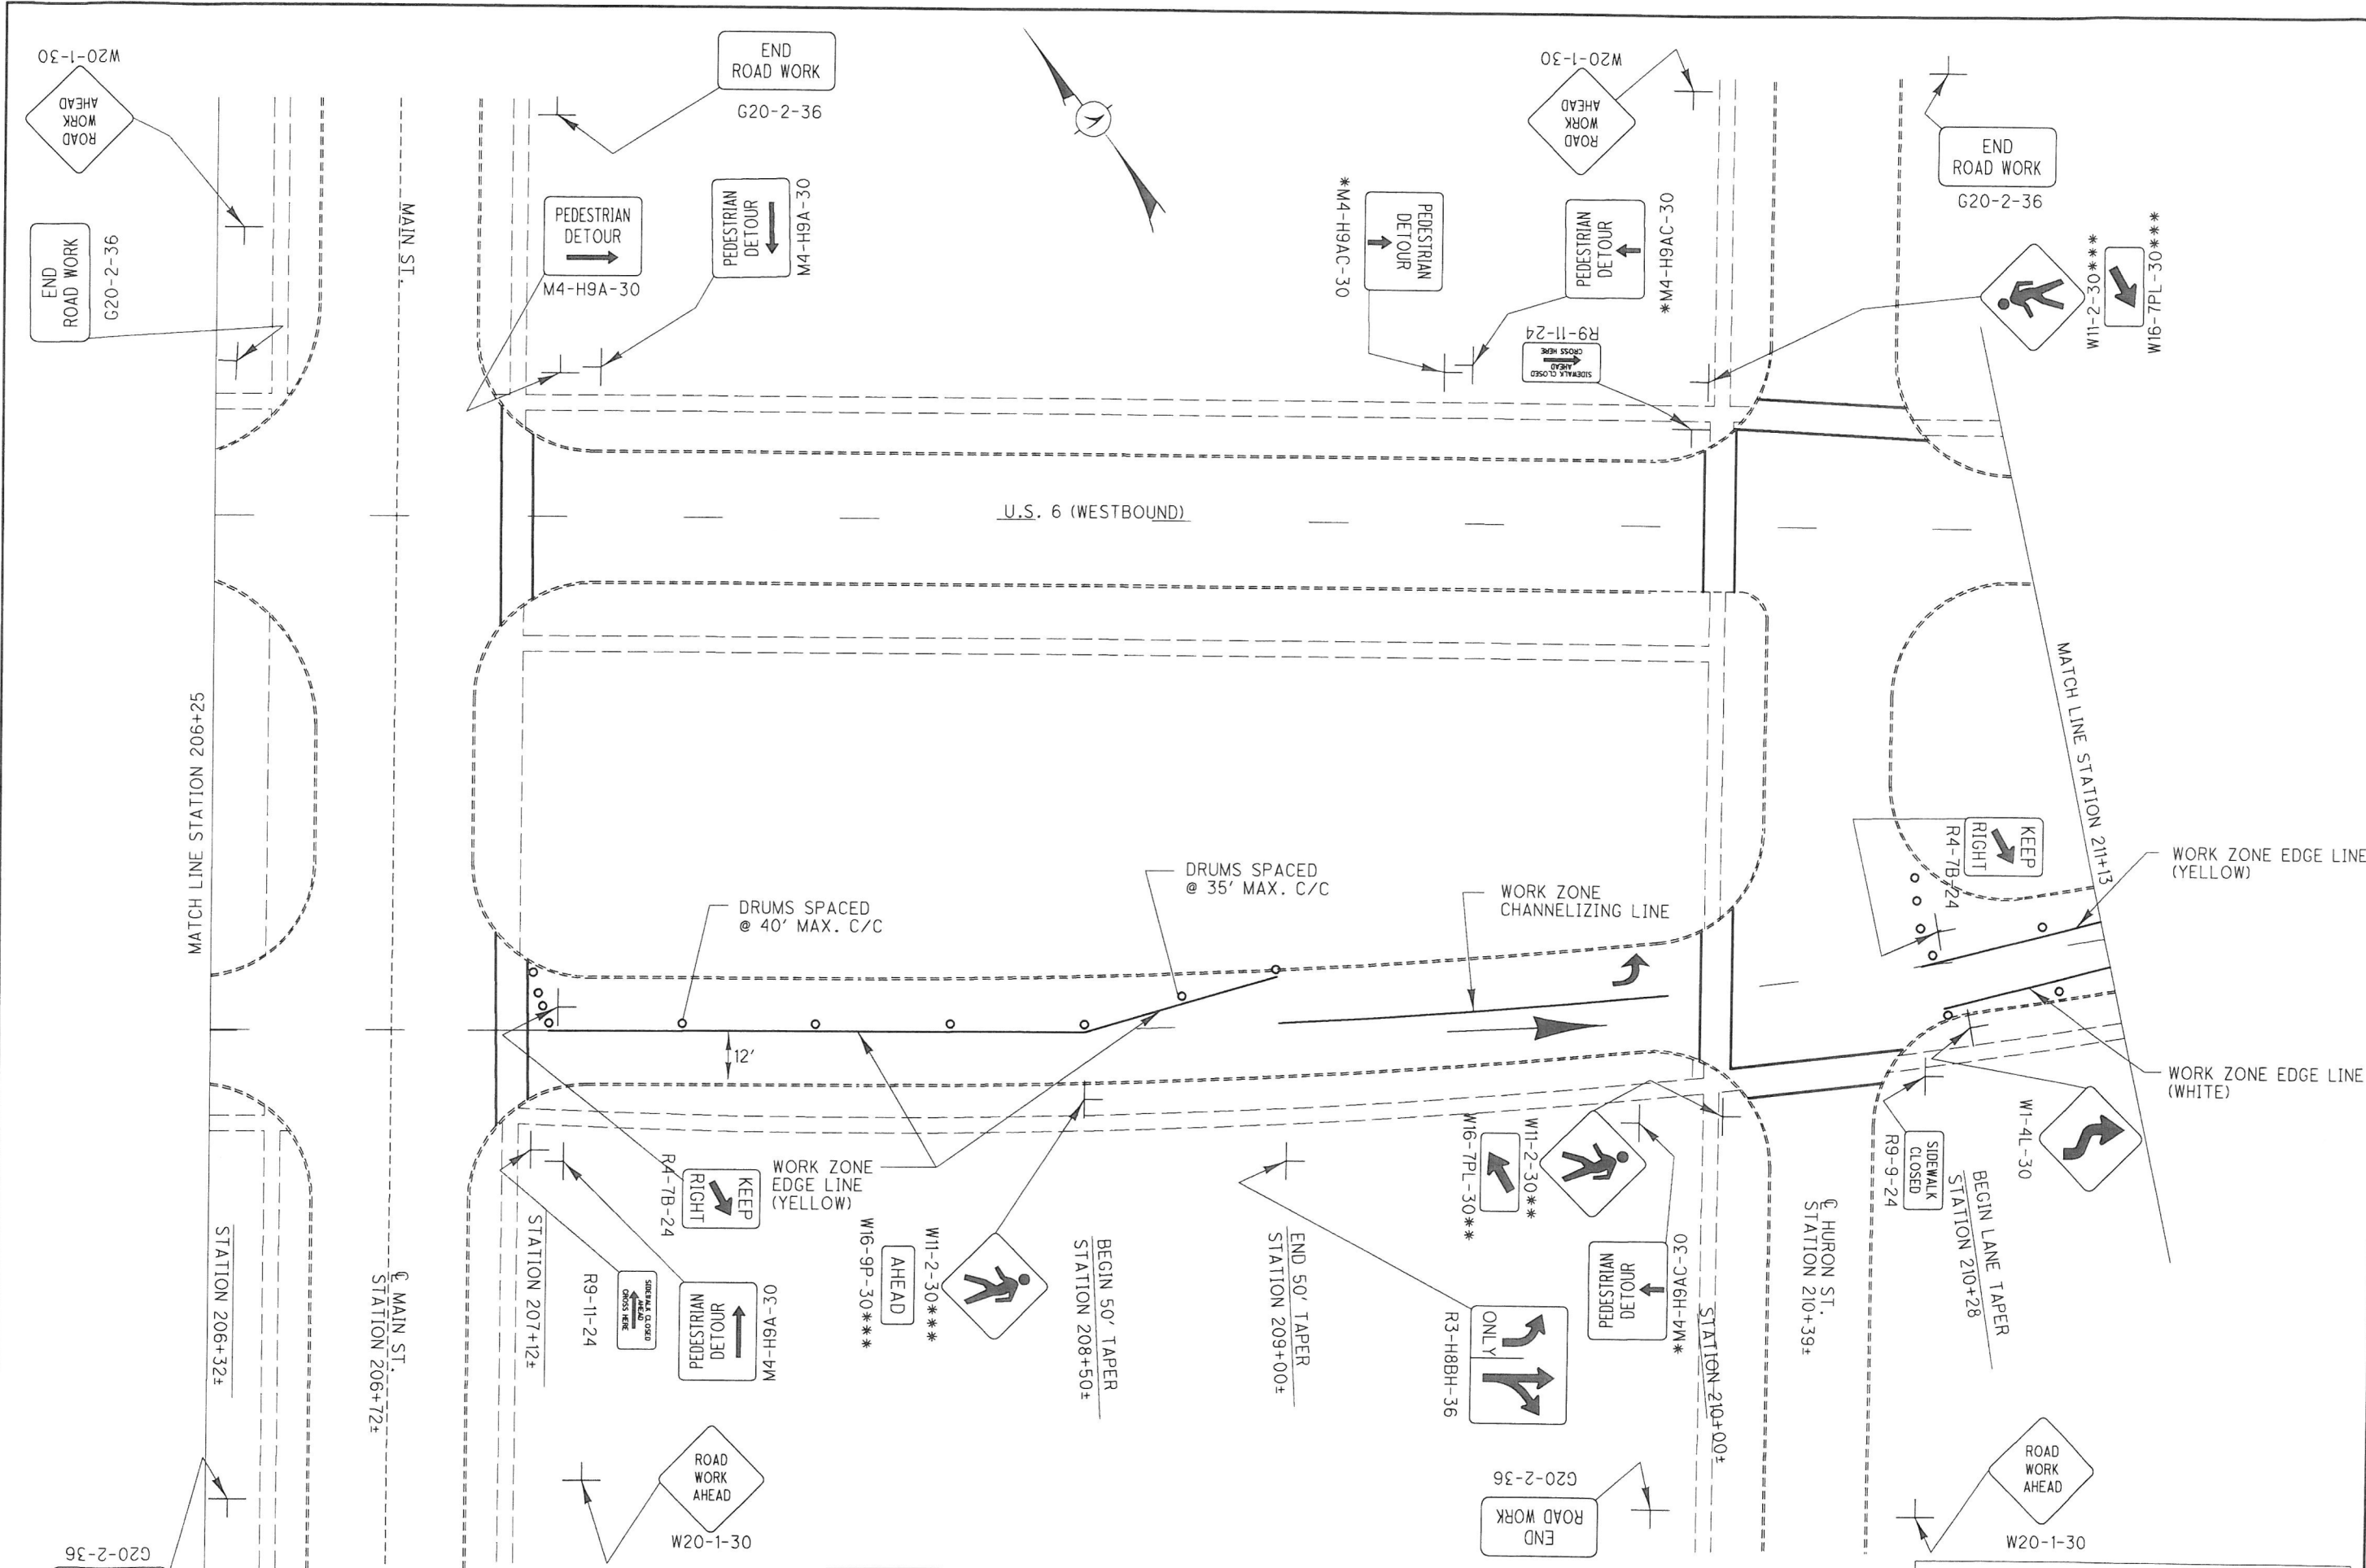 W20-1-30
ROAD
WORK
AHEAD
END
ROAD WORK
G20-2-36
MAIN ST.
END
ROAD WORK
G20-2-36
PEDESTRIAN
DETOUR
M4-H9A-30
PEDESTRIAN
DETOUR
M4-H9A-30
W20-1-30
ROAD
WORK
AHEAD
*M4-H9AC-30
PEDESTRIAN
DETOUR
PEDESTRIAN
DETOUR
*M4-H9AC-30
R9-11-24
SIDEWALK CLOSED
AHEAD
CROSS HERE
END
ROAD WORK
G20-2-36
W11-2-30***
W16-7PL-30***
U.S. 6 (WESTBOUND)
MATCH LINE STATION 206+25
MATCH LINE STATION 211+13
DRUMS SPACED
@ 40' MAX. C/C
DRUMS SPACED
@ 35' MAX. C/C
WORK ZONE
CHANNELIZING LINE
KEEP
RIGHT
R4-7B-24
WORK ZONE EDGE LINE
(YELLOW)
12'
WORK ZONE EDGE LINE
(WHITE)
W1-4L-30
SIDEWALK
CLOSED
R9-9-24
BEGIN LANE TAPER
STATION 210+28
STATION 206+32±
℄ MAIN ST.
STATION 206+72±
STATION 207+12±
R9-11-24
SIDEWALK CLOSED
AHEAD
CROSS HERE
KEEP
RIGHT
R4-7B-24
PEDESTRIAN
DETOUR
M4-H9A-30
WORK ZONE
EDGE LINE
(YELLOW)
W11-2-30***
AHEAD
W16-9P-30***
BEGIN 50' TAPER
STATION 208+50±
END 50' TAPER
STATION 209+00±
W11-2-30**
W16-7PL-30**
ONLY
R3-H8BH-36
PEDESTRIAN
DETOUR
*M4-H9AC-30
STATION 210+00±
℄ HURON ST.
STATION 210+39±
ROAD
WORK
AHEAD
W20-1-30
G20-2-36
END
ROAD WORK
ROAD
WORK
AHEAD
W20-1-30
G20-2-36